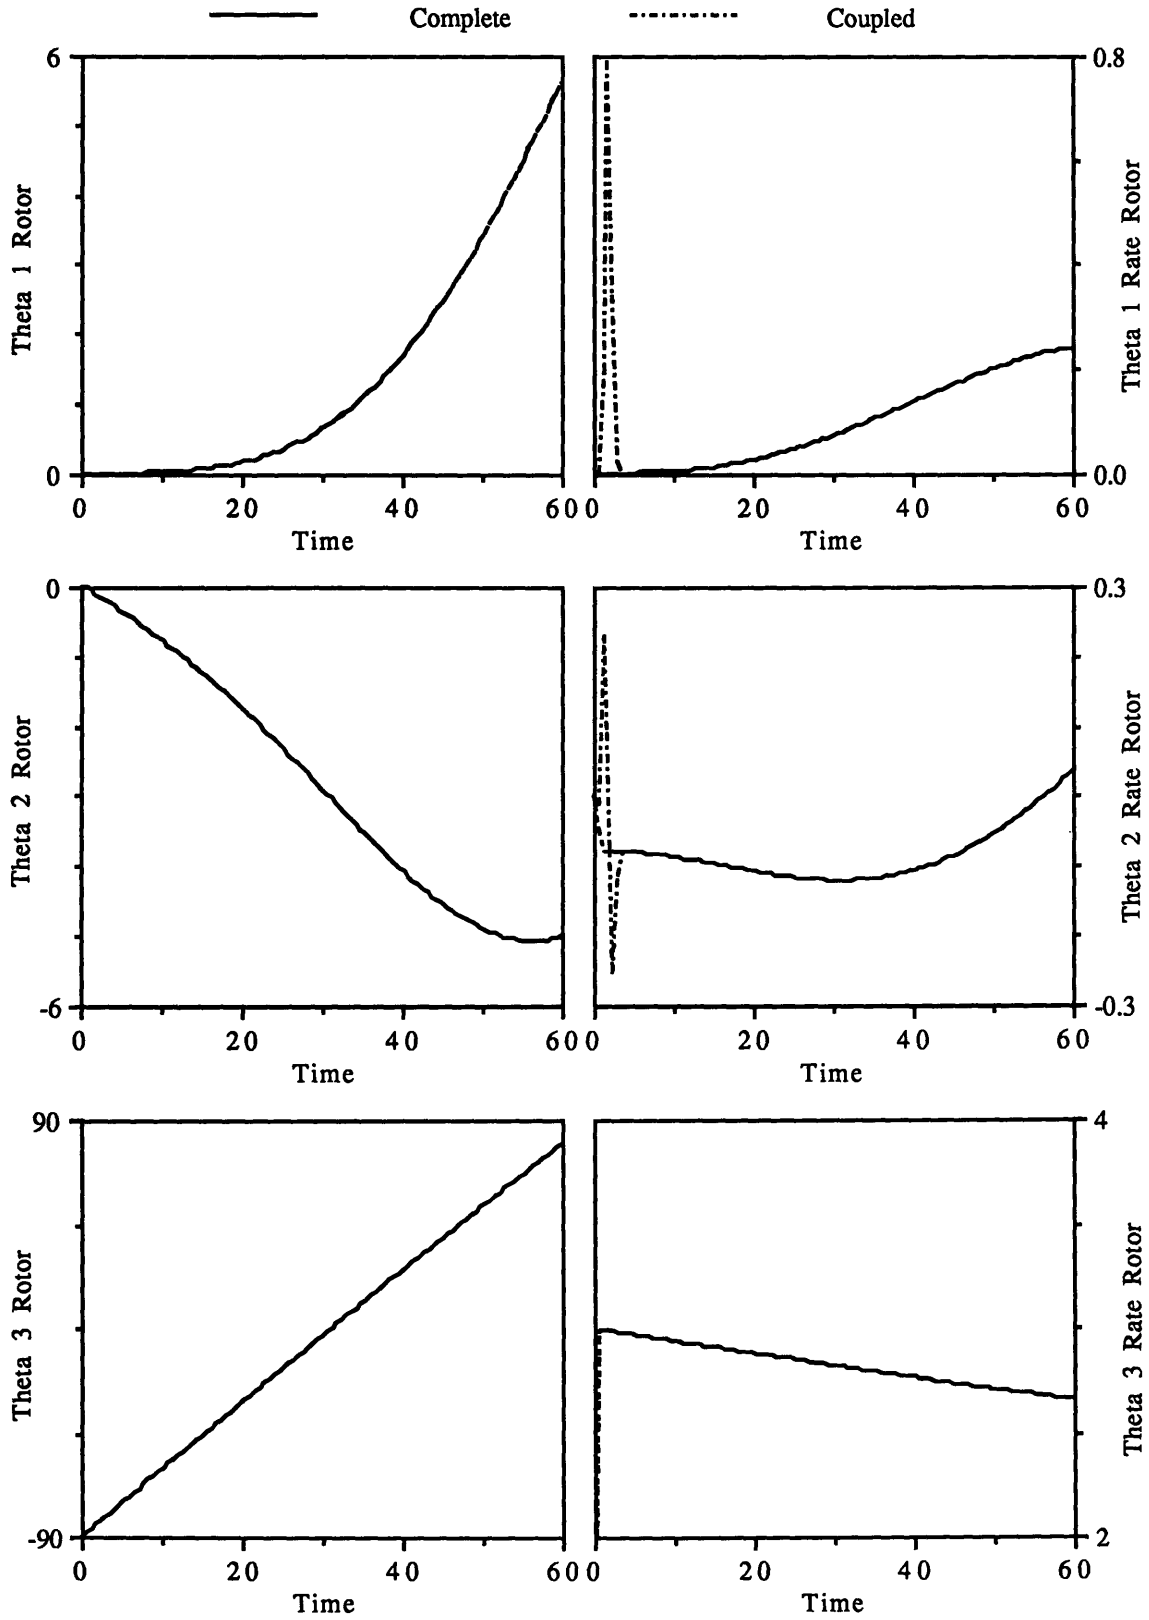 Complete Coupled
6 0.8
Theta 1 Rotor Theta 1 Rate Rotor
0 0.0
0 20 40 60 0 20 40 60
Time Time
0 0.3
Theta 2 Rotor Theta 2 Rate Rotor
-6 -0.3
0 20 40 60 0 20 40 60
Time Time
90 4
Theta 3 Rotor Theta 3 Rate Rotor
-90 2
0 20 40 60 0 20 40 60
Time Time